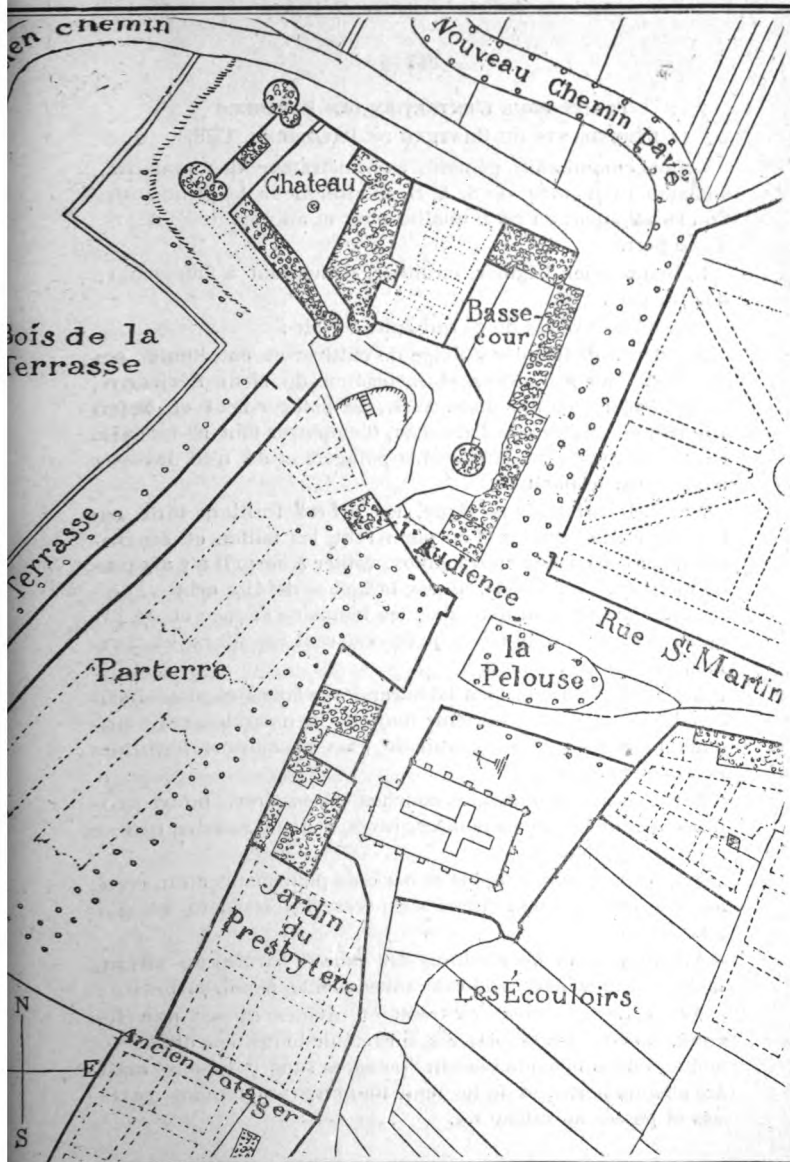 ien chemin
Nouveau Chemin pavé
Chateau
Basse-
cour
Bois de la
Terrasse
Terrasse
l'Audience
la
Pelouse
Rue St Martin
Parterre
Jardin
du
Presbytère
Les Écouloirs
Ancien Potager
N
E
S